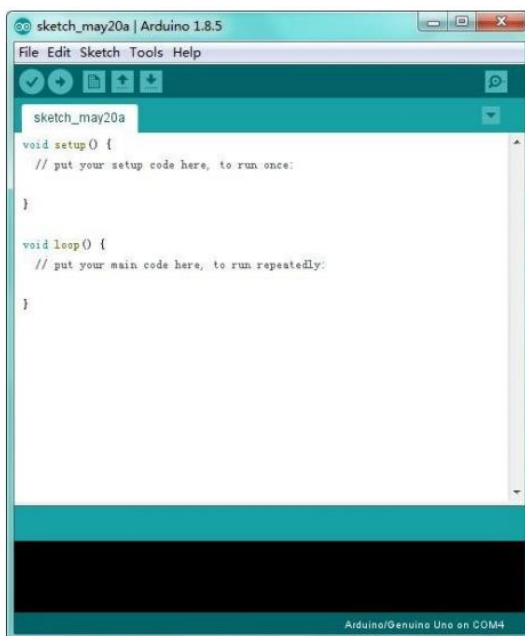 sketch_may20a | Arduino 1.8.5
File Edit Sketch Tools Help
sketch_may20a
void setup() {
// put your setup code here, to run once:
}
void loop() {
// put your main code here, to run repeatedly:
}
Arduino/Genuino Uno on COM4